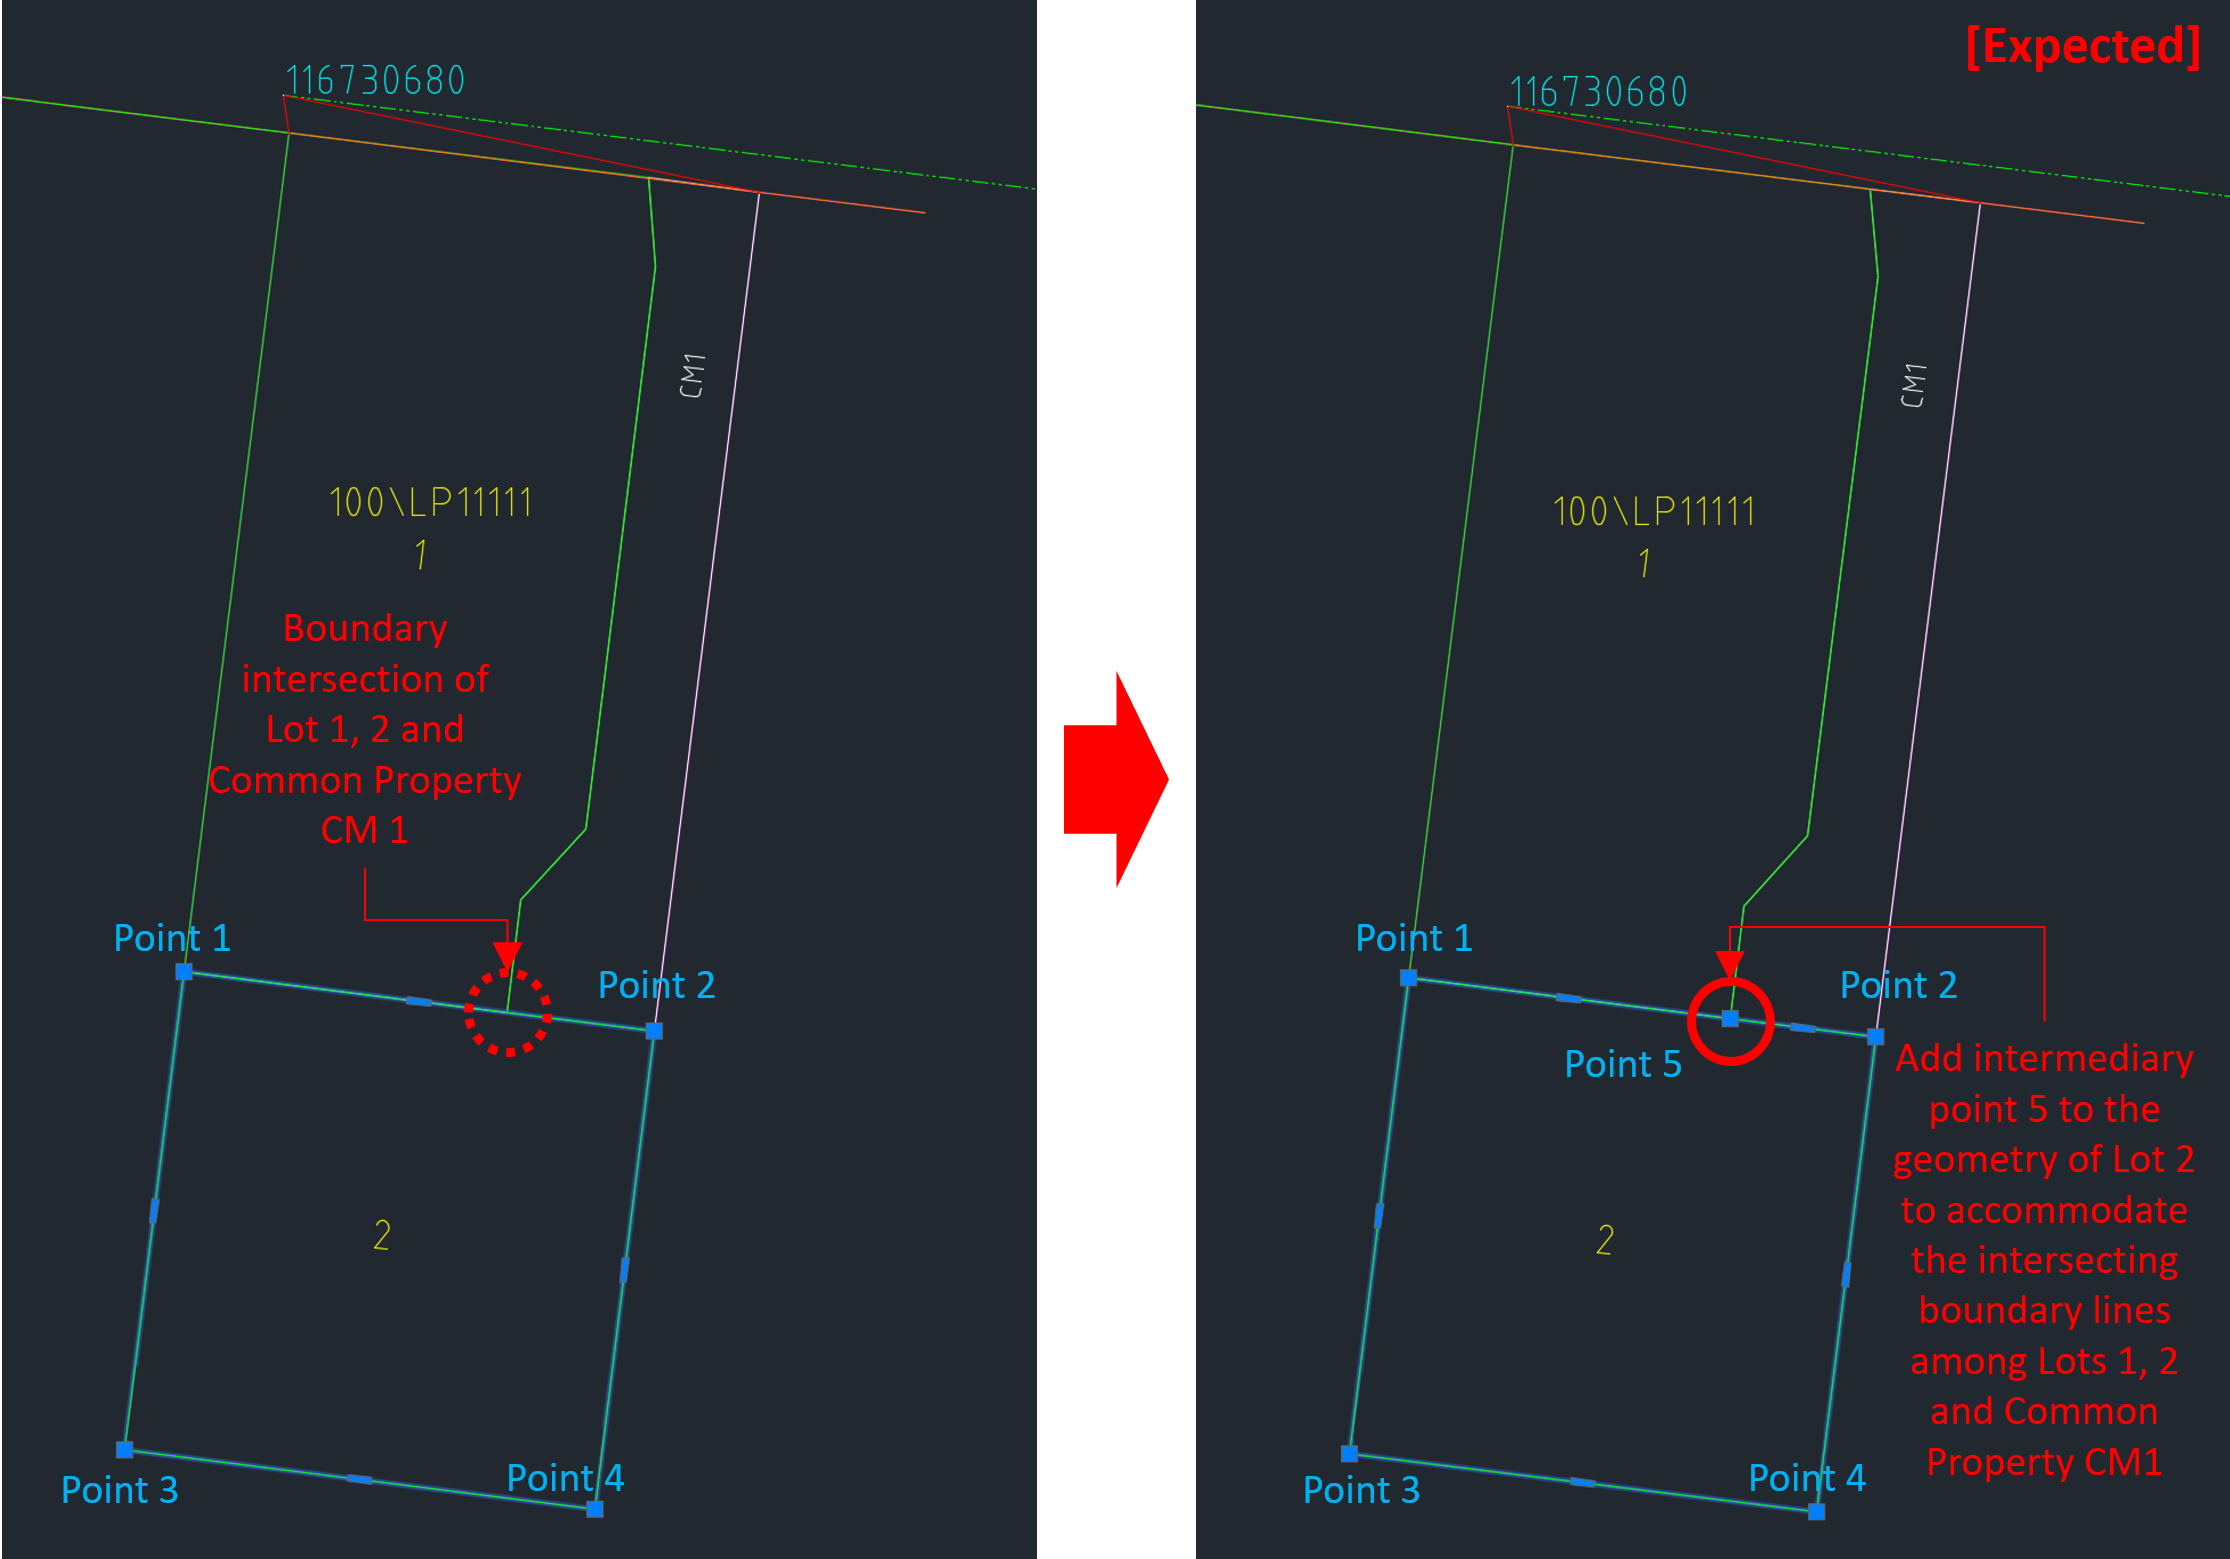 116730680
CM1
100\LP11111
1
Boundary
intersection of
Lot 1, 2 and
Common Property
CM 1
Point 1
Point 2
2
Point 3
Point 4
[Expected]
116730680
CM1
100\LP11111
1
Point 1
Point 2
Point 5
Add intermediary
point 5 to the
geometry of Lot 2
to accommodate
the intersecting
boundary lines
among Lots 1, 2
and Common
Property CM1
2
Point 3
Point 4